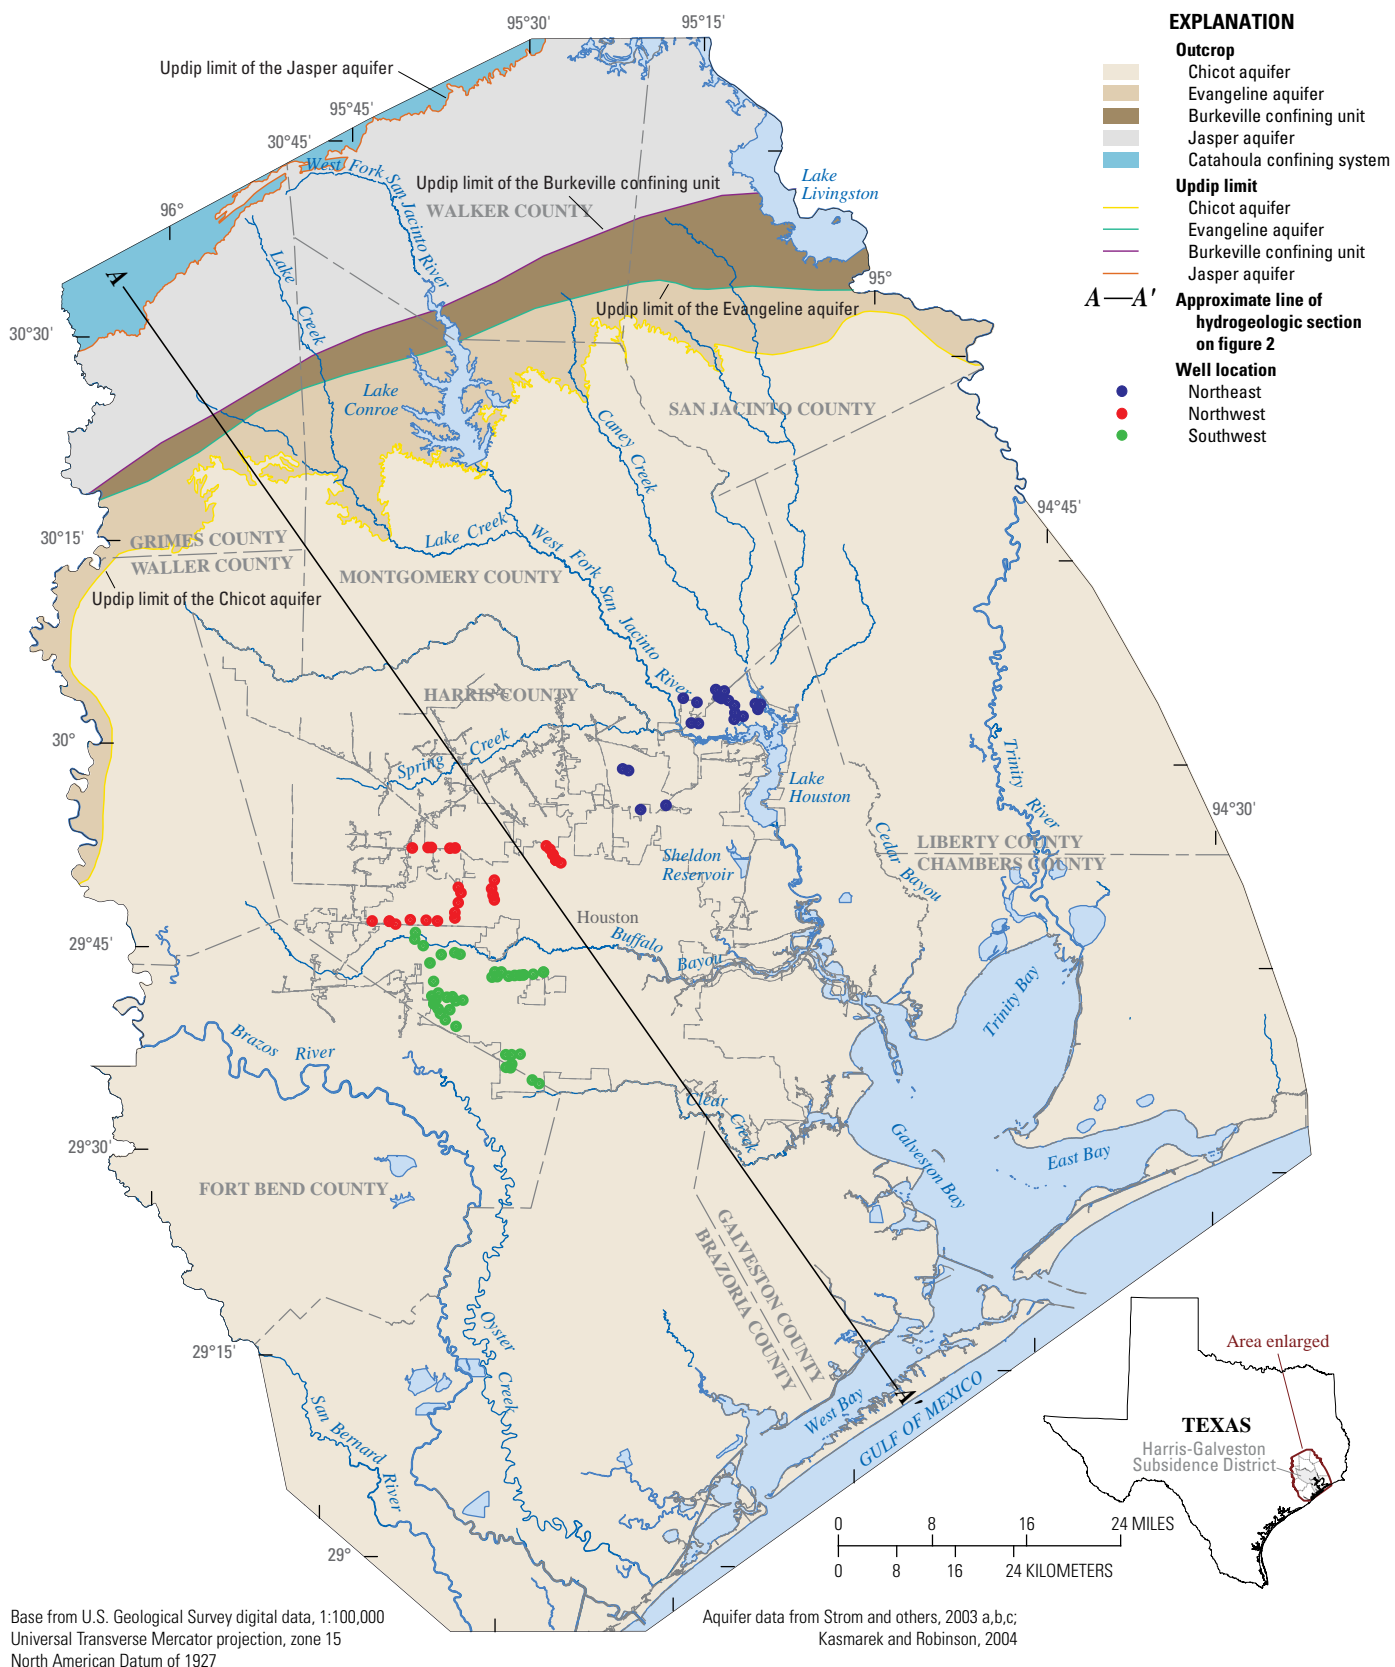 95°30'
95°15'
Updip limit of the Jasper aquifer
95°45'
30°45'
West Fork San Jacinto River
Updip limit of the Burkeville confining unit
WALKER COUNTY
Lake
Livingston
96°
A
Lake Creek
95°
Updip limit of the Evangeline aquifer
30°30'
Lake
Conroe
SAN JACINTO COUNTY
Caney Creek
94°45'
30°15'
GRIMES COUNTY
WALLER COUNTY
Lake Creek
West Fork San Jacinto River
MONTGOMERY COUNTY
Updip limit of the Chicot aquifer
HARRIS COUNTY
30°
Spring Creek
Lake
Houston
Trinity River
94°30'
LIBERTY COUNTY
CHAMBERS COUNTY
Cedar Bayou
Sheldon
Reservoir
Houston
Buffalo Bayou
29°45'
Trinity Bay
Brazos River
Clear Creek
29°30'
Galveston Bay
East Bay
FORT BEND COUNTY
GALVESTON COUNTY
BRAZORIA COUNTY
Oyster Creek
29°15'
San Bernard River
West Bay
A'
GULF OF MEXICO
29°
EXPLANATION
Outcrop
Chicot aquifer
Evangeline aquifer
Burkeville confining unit
Jasper aquifer
Catahoula confining system
Updip limit
Chicot aquifer
Evangeline aquifer
Burkeville confining unit
Jasper aquifer
A—A' Approximate line of
hydrogeologic section
on figure 2
Well location
Northeast
Northwest
Southwest
Area enlarged
TEXAS
Harris-Galveston
Subsidence District
0 8 16 24 MILES
0 8 16 24 KILOMETERS
Base from U.S. Geological Survey digital data, 1:100,000
Universal Transverse Mercator projection, zone 15
North American Datum of 1927
Aquifer data from Strom and others, 2003 a,b,c;
Kasmarek and Robinson, 2004